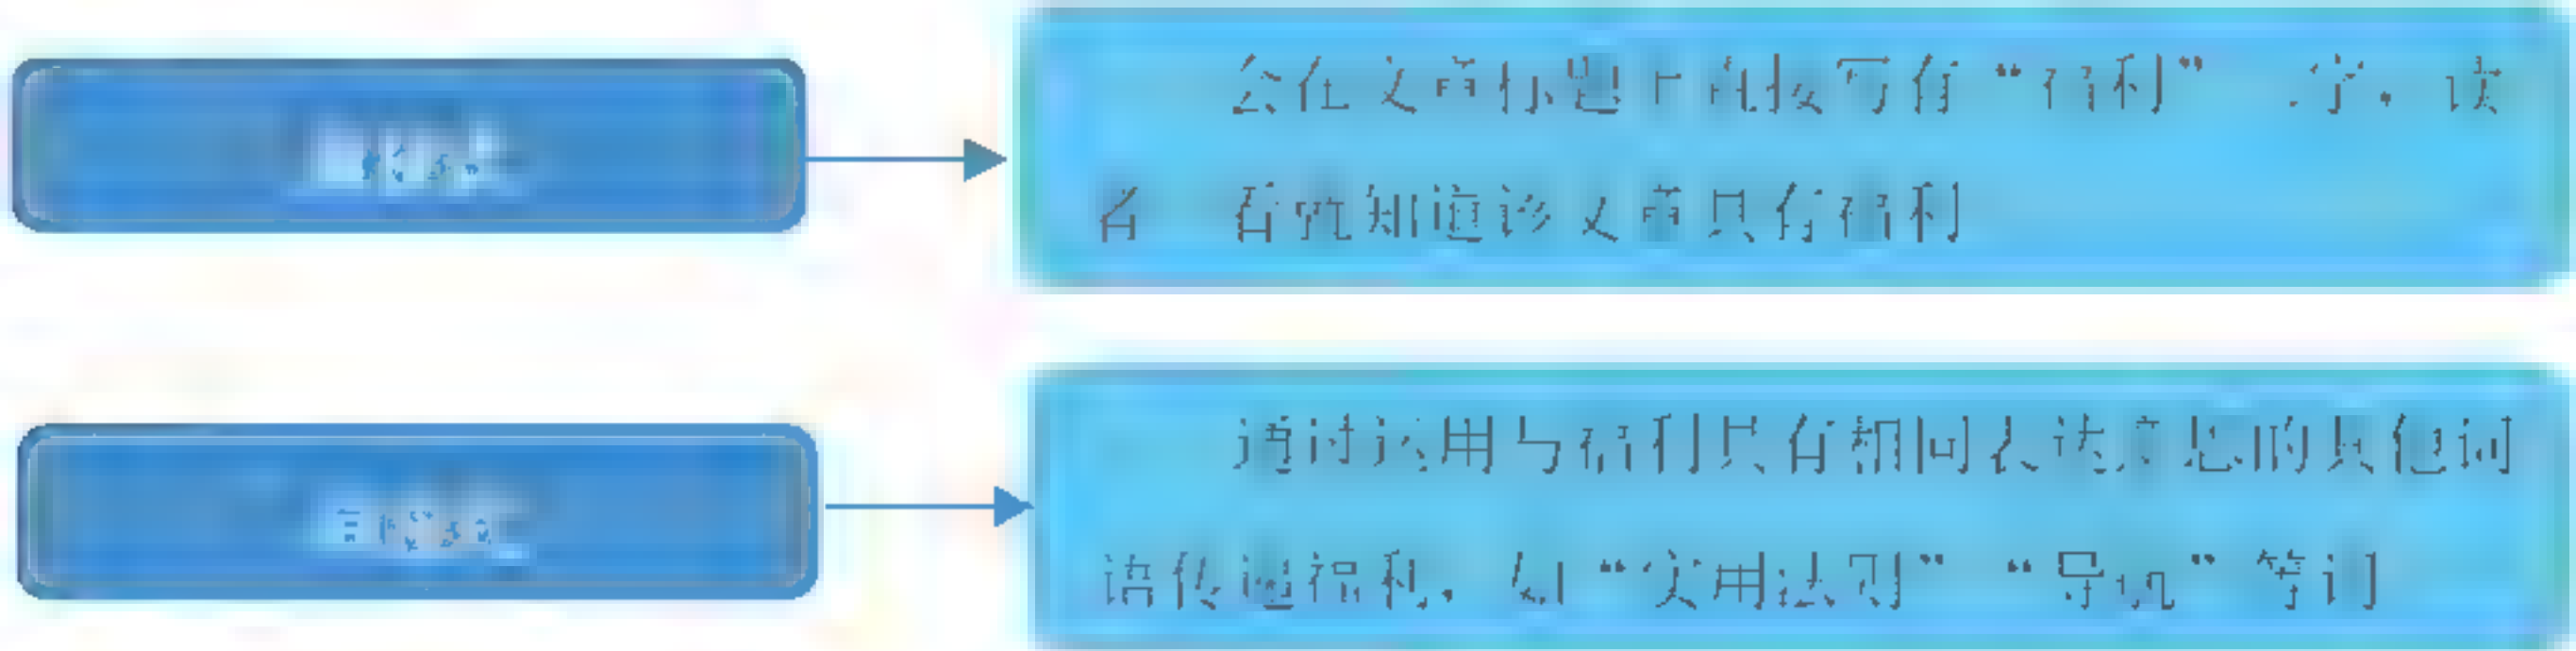 会在文章标题上直接写有“福利”二字，读
者一看就知道该文章具有福利
通过运用与福利具有相同表达意思的其他词
语传递福利，如“实用法则”“导航”等词